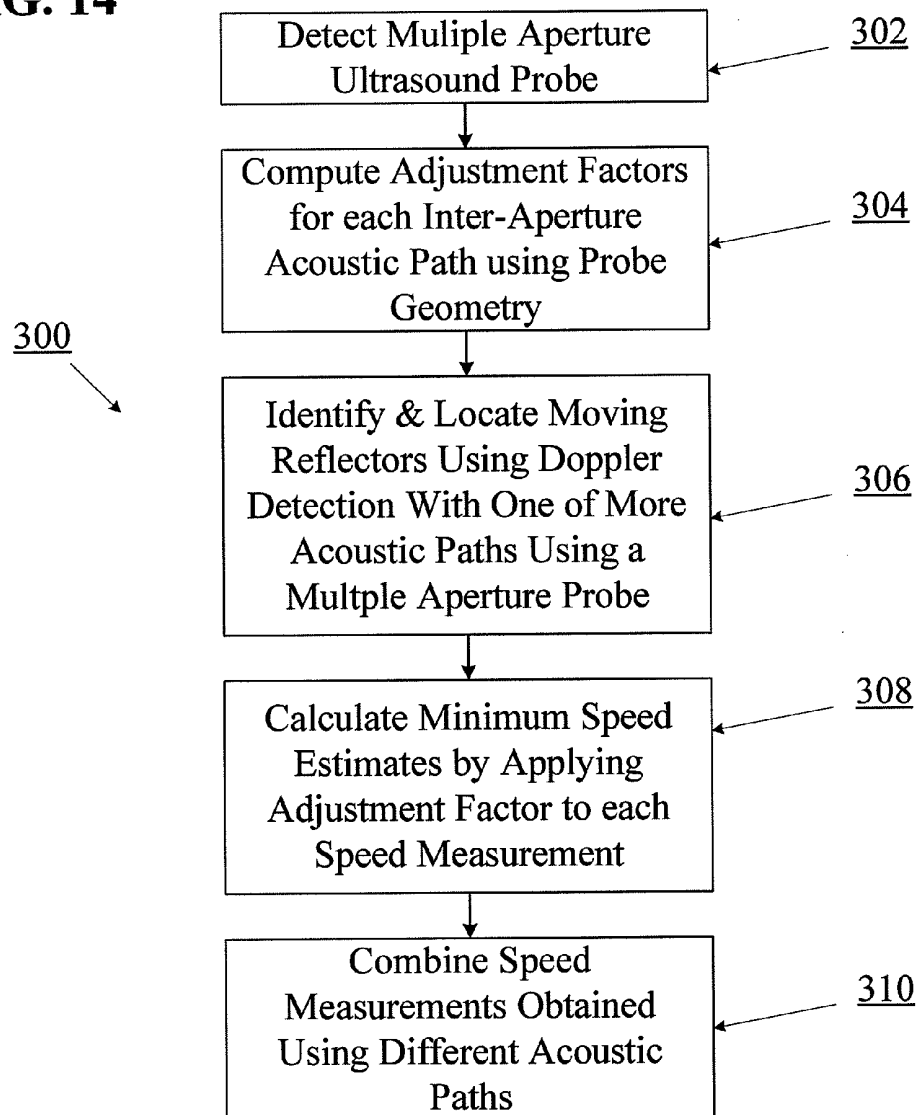 FIG. 14
Detect Muliple Aperture
Ultrasound Probe
302
Compute Adjustment Factors
for each Inter-Aperture
Acoustic Path using Probe
Geometry
304
300
Identify & Locate Moving
Reflectors Using Doppler
Detection With One of More
Acoustic Paths Using a
Multple Aperture Probe
306
Calculate Minimum Speed
Estimates by Applying
Adjustment Factor to each
Speed Measurement
308
Combine Speed
Measurements Obtained
Using Different Acoustic
Paths
310